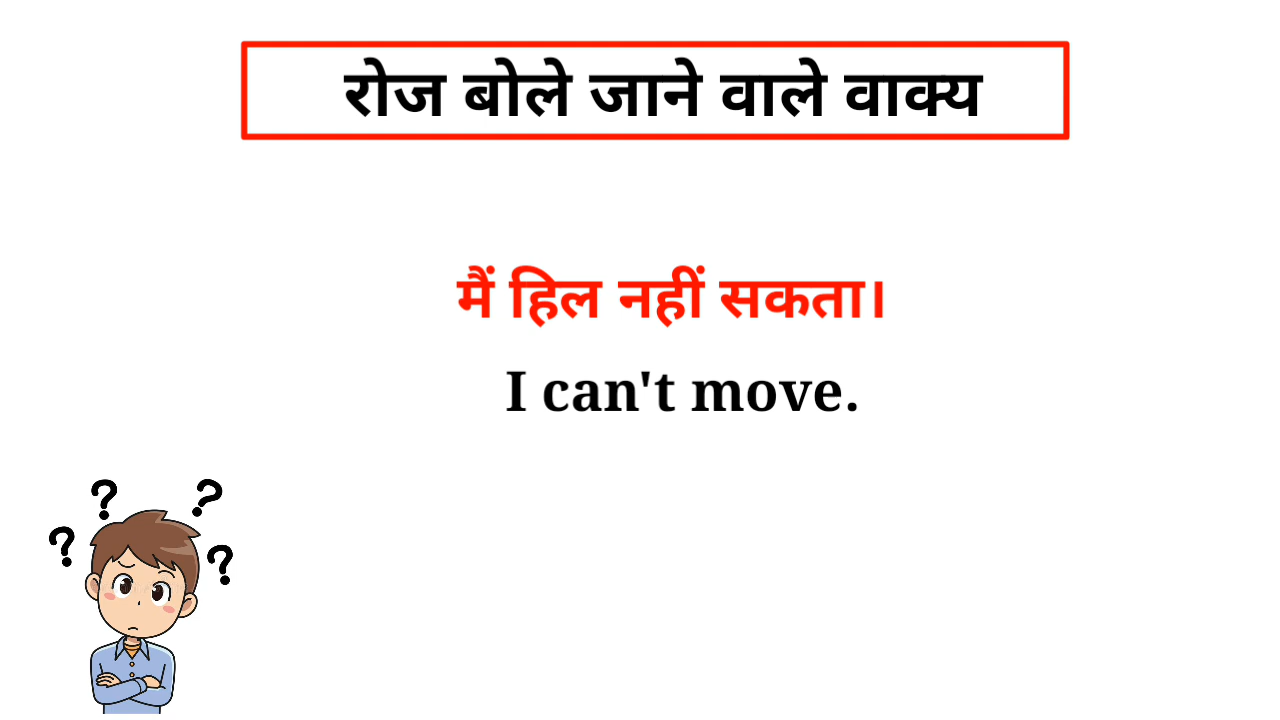 रोज बोले जाने वाले वाक्य
मैं हिल नहीं सकता।
I can't move.
? ? ? ?